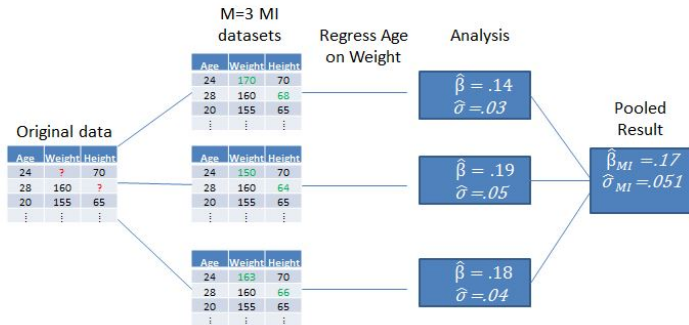 M=3 MI
datasets
Regress Age
on Weight
Analysis
Pooled
Result
Original data
Age Weight Height
24 ? 70
28 160 ?
20 155 65
⋮ ⋮ ⋮
Age Weight Height
24 170 70
28 160 68
20 155 65
⋮ ⋮ ⋮
Age Weight Height
24 150 70
28 160 64
20 155 65
⋮ ⋮ ⋮
Age Weight Height
24 163 70
28 160 66
20 155 65
⋮ ⋮ ⋮
β̂ = .14
σ̂ =.03
β̂ = .19
σ̂ =.05
β̂ = .18
σ̂ =.04
β̂MI =.17
σ̂ MI =.051